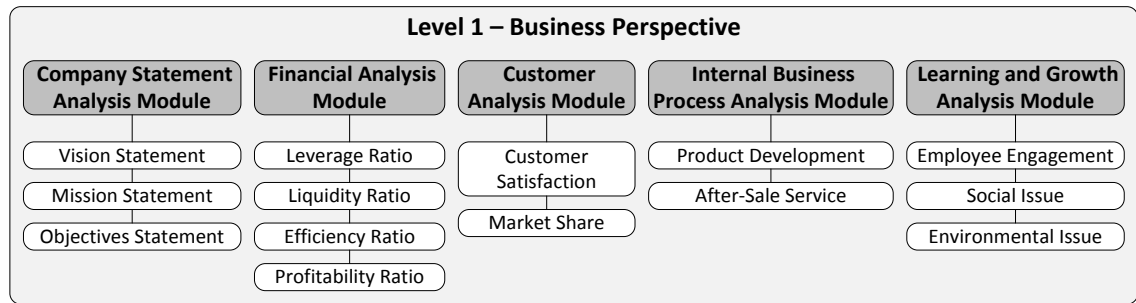 Level 1 – Business Perspective
Company Statement
Analysis Module
Vision Statement
Mission Statement
Objectives Statement
Financial Analysis
Module
Leverage Ratio
Liquidity Ratio
Efficiency Ratio
Profitability Ratio
Customer
Analysis Module
Customer
Satisfaction
Market Share
Internal Business
Process Analysis Module
Product Development
After-Sale Service
Learning and Growth
Analysis Module
Employee Engagement
Social Issue
Environmental Issue